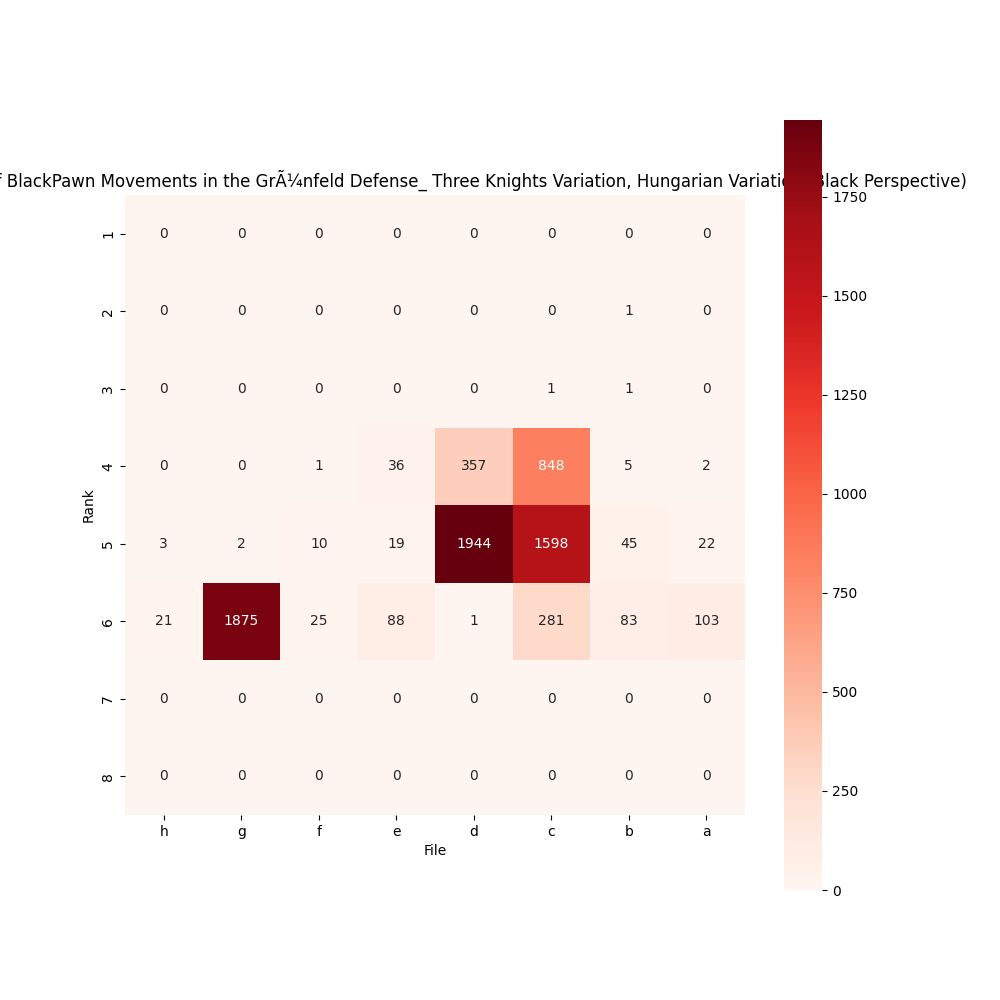 f BlackPawn Movements in the GrÃ¼nfeld Defense_ Three Knights Variation, Hungarian Variation (Black Perspective)
1 0 0 0 0 0 0 0 0
2 0 0 0 0 0 0 1 0
3 0 0 0 0 0 1 1 0
4 0 0 1 36 357 848 5 2
5 3 2 10 19 1944 1598 45 22
6 21 1875 25 88 1 281 83 103
7 0 0 0 0 0 0 0 0
8 0 0 0 0 0 0 0 0
Rank
h g f e d c b a
File
1750
1500
1250
1000
750
500
250
0